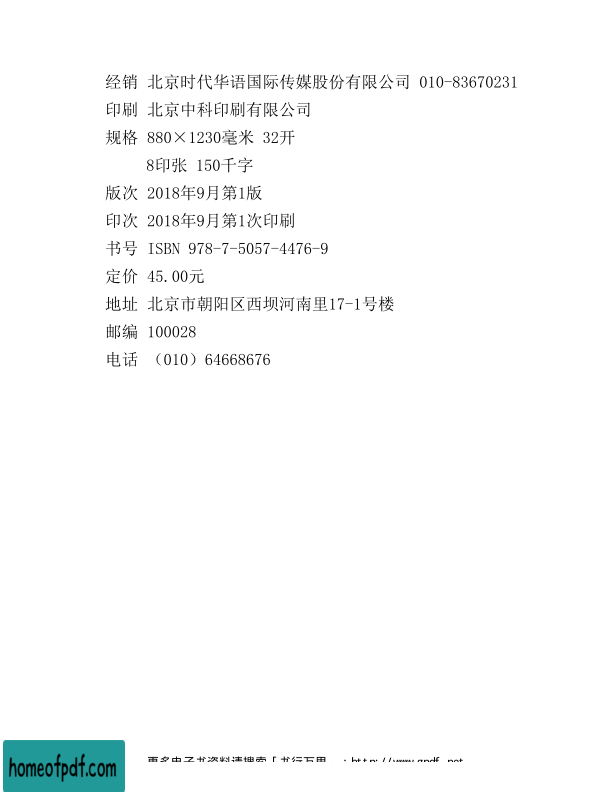 经销 北京时代华语国际传媒股份有限公司 010-83670231
印刷 北京中科印刷有限公司
规格 880×1230毫米 32开
8印张 150千字
版次 2018年9月第1版
印次 2018年9月第1次印刷
书号 ISBN 978-7-5057-4476-9
定价 45.00元
地址 北京市朝阳区西坝河南里17-1号楼
邮编 100028
电话 （010）64668676
更多电子书资料请搜索「书行万里
homeofpdf.com